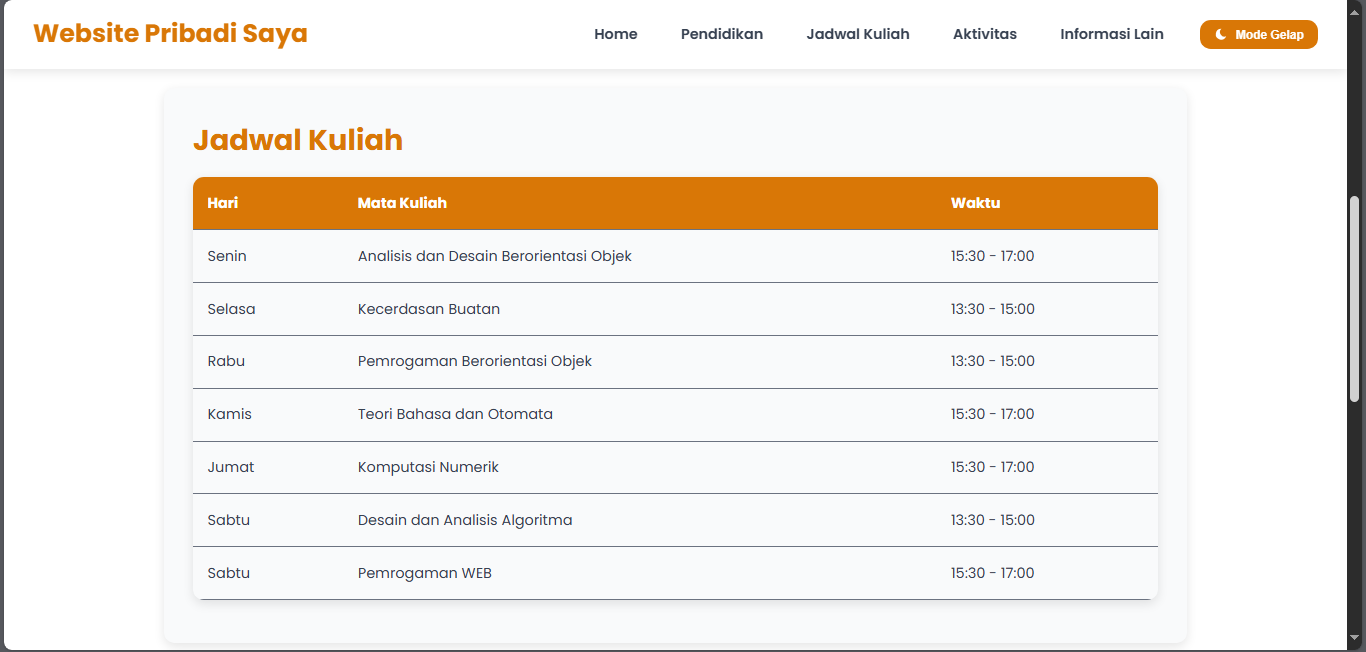 Website Pribadi Saya Home Pendidikan Jadwal Kuliah Aktivitas Informasi Lain Mode Gelap
Jadwal Kuliah
Hari Mata Kuliah Waktu
Senin Analisis dan Desain Berorientasi Objek 15:30 - 17:00
Selasa Kecerdasan Buatan 13:30 - 15:00
Rabu Pemrogaman Berorientasi Objek 13:30 - 15:00
Kamis Teori Bahasa dan Otomata 15:30 - 17:00
Jumat Komputasi Numerik 15:30 - 17:00
Sabtu Desain dan Analisis Algoritma 13:30 - 15:00
Sabtu Pemrogaman WEB 15:30 - 17:00